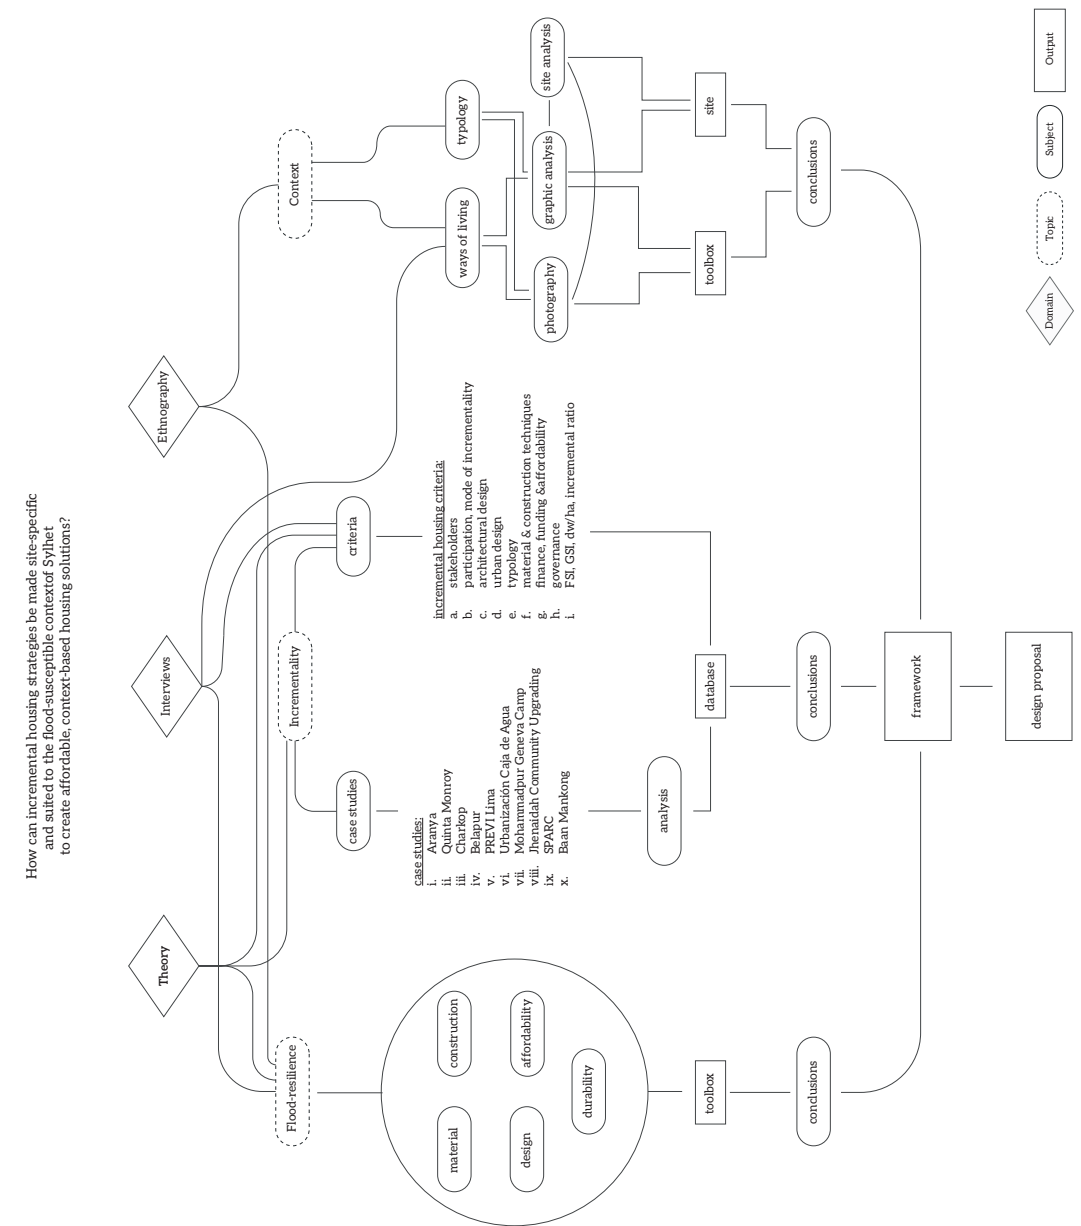 How can incremental housing strategies be made site-specific
and suited to the flood-susceptible contextof Sylhet
to create affordable, context-based housing solutions?
Theory
Interviews
Ethnography
Flood-resilience
Incrementality
Context
case studies
criteria
ways of living
typology
material
construction
design
affordability
durability
case studies:
i. Aranya
ii. Quinta Monroy
iii. Charkop
iv. Belapur
v. PREVI Lima
vi. Urbanización Caja de Agua
vii. Mohammadpur Geneva Camp
viii. Jhenaidah Community Upgrading
ix. SPARC
x. Baan Mankong
incremental housing criteria:
a. stakeholders
b. participation, mode of incrementality
c. architectural design
d. urban design
e. typology
f. material & construction techniques
g. finance, funding &affordability
h. governance
i. FSI, GSI, dw/ha, incremental ratio
photography
graphic analysis
site analysis
analysis
toolbox
database
toolbox
site
conclusions
conclusions
conclusions
framework
design proposal
Domain
Topic
Subject
Output